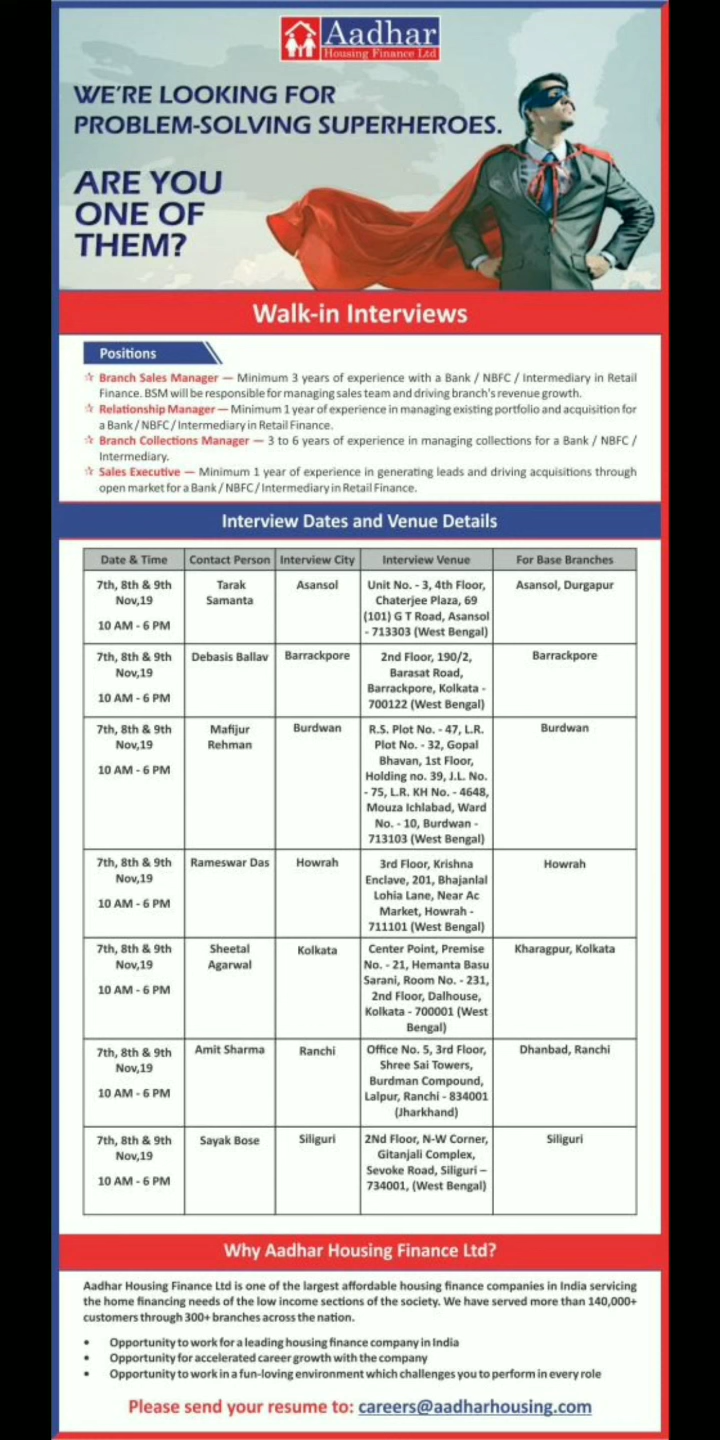 Aadhar
Housing Finance Ltd
WE'RE LOOKING FOR
PROBLEM-SOLVING SUPERHEROES.
ARE YOU
ONE OF
THEM?
Walk-in Interviews
Positions
☆ Branch Sales Manager — Minimum 3 years of experience with a Bank / NBFC / Intermediary in Retail
Finance. BSM will be responsible for managing sales team and driving branch's revenue growth.
☆ Relationship Manager — Minimum 1 year of experience in managing existing portfolio and acquisition for
a Bank / NBFC / Intermediary in Retail Finance.
☆ Branch Collections Manager — 3 to 6 years of experience in managing collections for a Bank / NBFC /
Intermediary.
☆ Sales Executive — Minimum 1 year of experience in generating leads and driving acquisitions through
open market for a Bank / NBFC / Intermediary in Retail Finance.
Interview Dates and Venue Details
Date & Time Contact Person Interview City Interview Venue For Base Branches
7th, 8th & 9th Tarak Asansol Unit No. - 3, 4th Floor, Asansol, Durgapur
Nov,19 Samanta Chaterjee Plaza, 69
10 AM - 6 PM (101) G T Road, Asansol
- 713303 (West Bengal)
7th, 8th & 9th Debasis Ballav Barrackpore 2nd Floor, 190/2, Barrackpore
Nov,19 Barasat Road,
10 AM - 6 PM Barrackpore, Kolkata -
700122 (West Bengal)
7th, 8th & 9th Mafijur Burdwan R.S. Plot No. - 47, L.R. Burdwan
Nov,19 Rehman Plot No. - 32, Gopal
10 AM - 6 PM Bhavan, 1st Floor,
Holding no. 39, J.L. No.
- 75, L.R. KH No. - 4648,
Mouza Ichlabad, Ward
No. - 10, Burdwan -
713103 (West Bengal)
7th, 8th & 9th Rameswar Das Howrah 3rd Floor, Krishna Howrah
Nov,19 Enclave, 201, Bhajanlal
10 AM - 6 PM Lohia Lane, Near Ac
Market, Howrah -
711101 (West Bengal)
7th, 8th & 9th Sheetal Kolkata Center Point, Premise Kharagpur, Kolkata
Nov,19 Agarwal No. - 21, Hemanta Basu
10 AM - 6 PM Sarani, Room No. - 231,
2nd Floor, Dalhouse,
Kolkata - 700001 (West
Bengal)
7th, 8th & 9th Amit Sharma Ranchi Office No. 5, 3rd Floor, Dhanbad, Ranchi
Nov,19 Shree Sai Towers,
10 AM - 6 PM Burdman Compound,
Lalpur, Ranchi - 834001
(Jharkhand)
7th, 8th & 9th Sayak Bose Siliguri 2Nd Floor, N-W Corner, Siliguri
Nov,19 Gitanjali Complex,
10 AM - 6 PM Sevoke Road, Siliguri –
734001, (West Bengal)
Why Aadhar Housing Finance Ltd?
Aadhar Housing Finance Ltd is one of the largest affordable housing finance companies in India servicing
the home financing needs of the low income sections of the society. We have served more than 140,000+
customers through 300+ branches across the nation.
• Opportunity to work for a leading housing finance company in India
• Opportunity for accelerated career growth with the company
• Opportunity to work in a fun-loving environment which challenges you to perform in every role
Please send your resume to: careers@aadharhousing.com